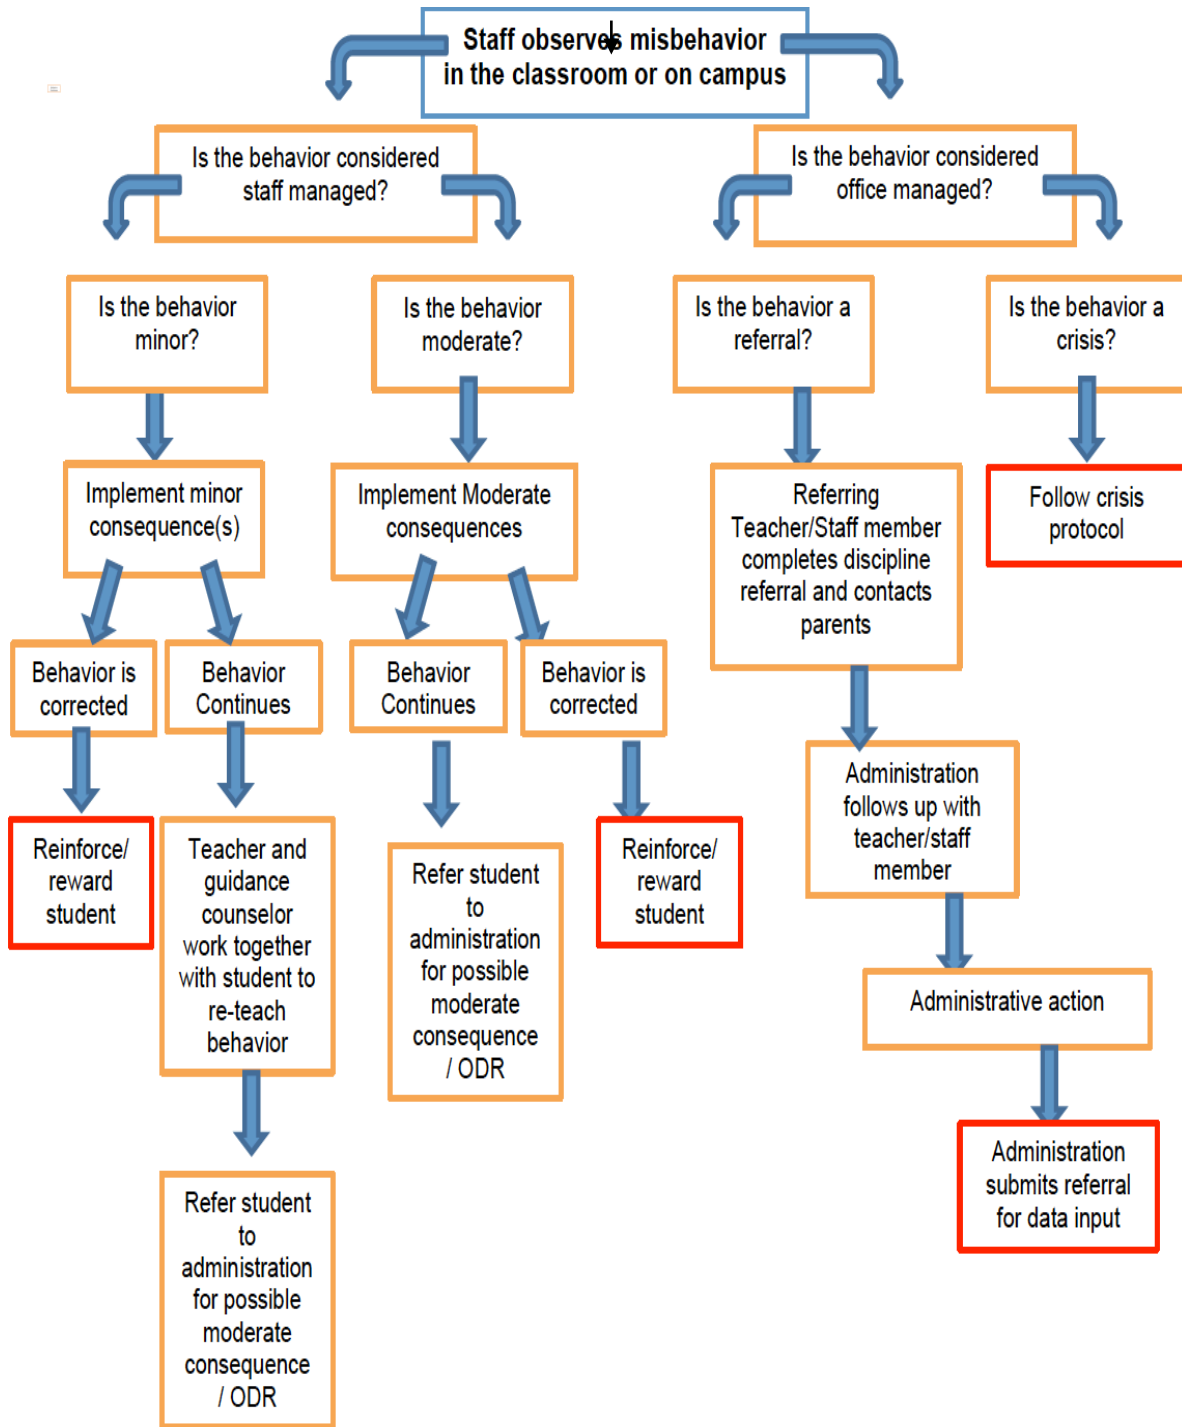 Staff observes misbehavior
in the classroom or on campus
Is the behavior considered
staff managed?
Is the behavior considered
office managed?
Is the behavior
minor?
Is the behavior
moderate?
Is the behavior a
referral?
Is the behavior a
crisis?
Implement minor
consequence(s)
Implement Moderate
consequences
Referring
Teacher/Staff member
completes discipline
referral and contacts
parents
Follow crisis
protocol
Behavior is
corrected
Behavior
Continues
Behavior
Continues
Behavior is
corrected
Reinforce/
reward
student
Teacher and
guidance
counselor
work together
with student to
re-teach
behavior
Refer student
to
administration
for possible
moderate
consequence
/ ODR
Reinforce/
reward
student
Administration
follows up with
teacher/staff
member
Administrative action
Administration
submits referral
for data input
Refer student
to
administration
for possible
moderate
consequence
/ ODR